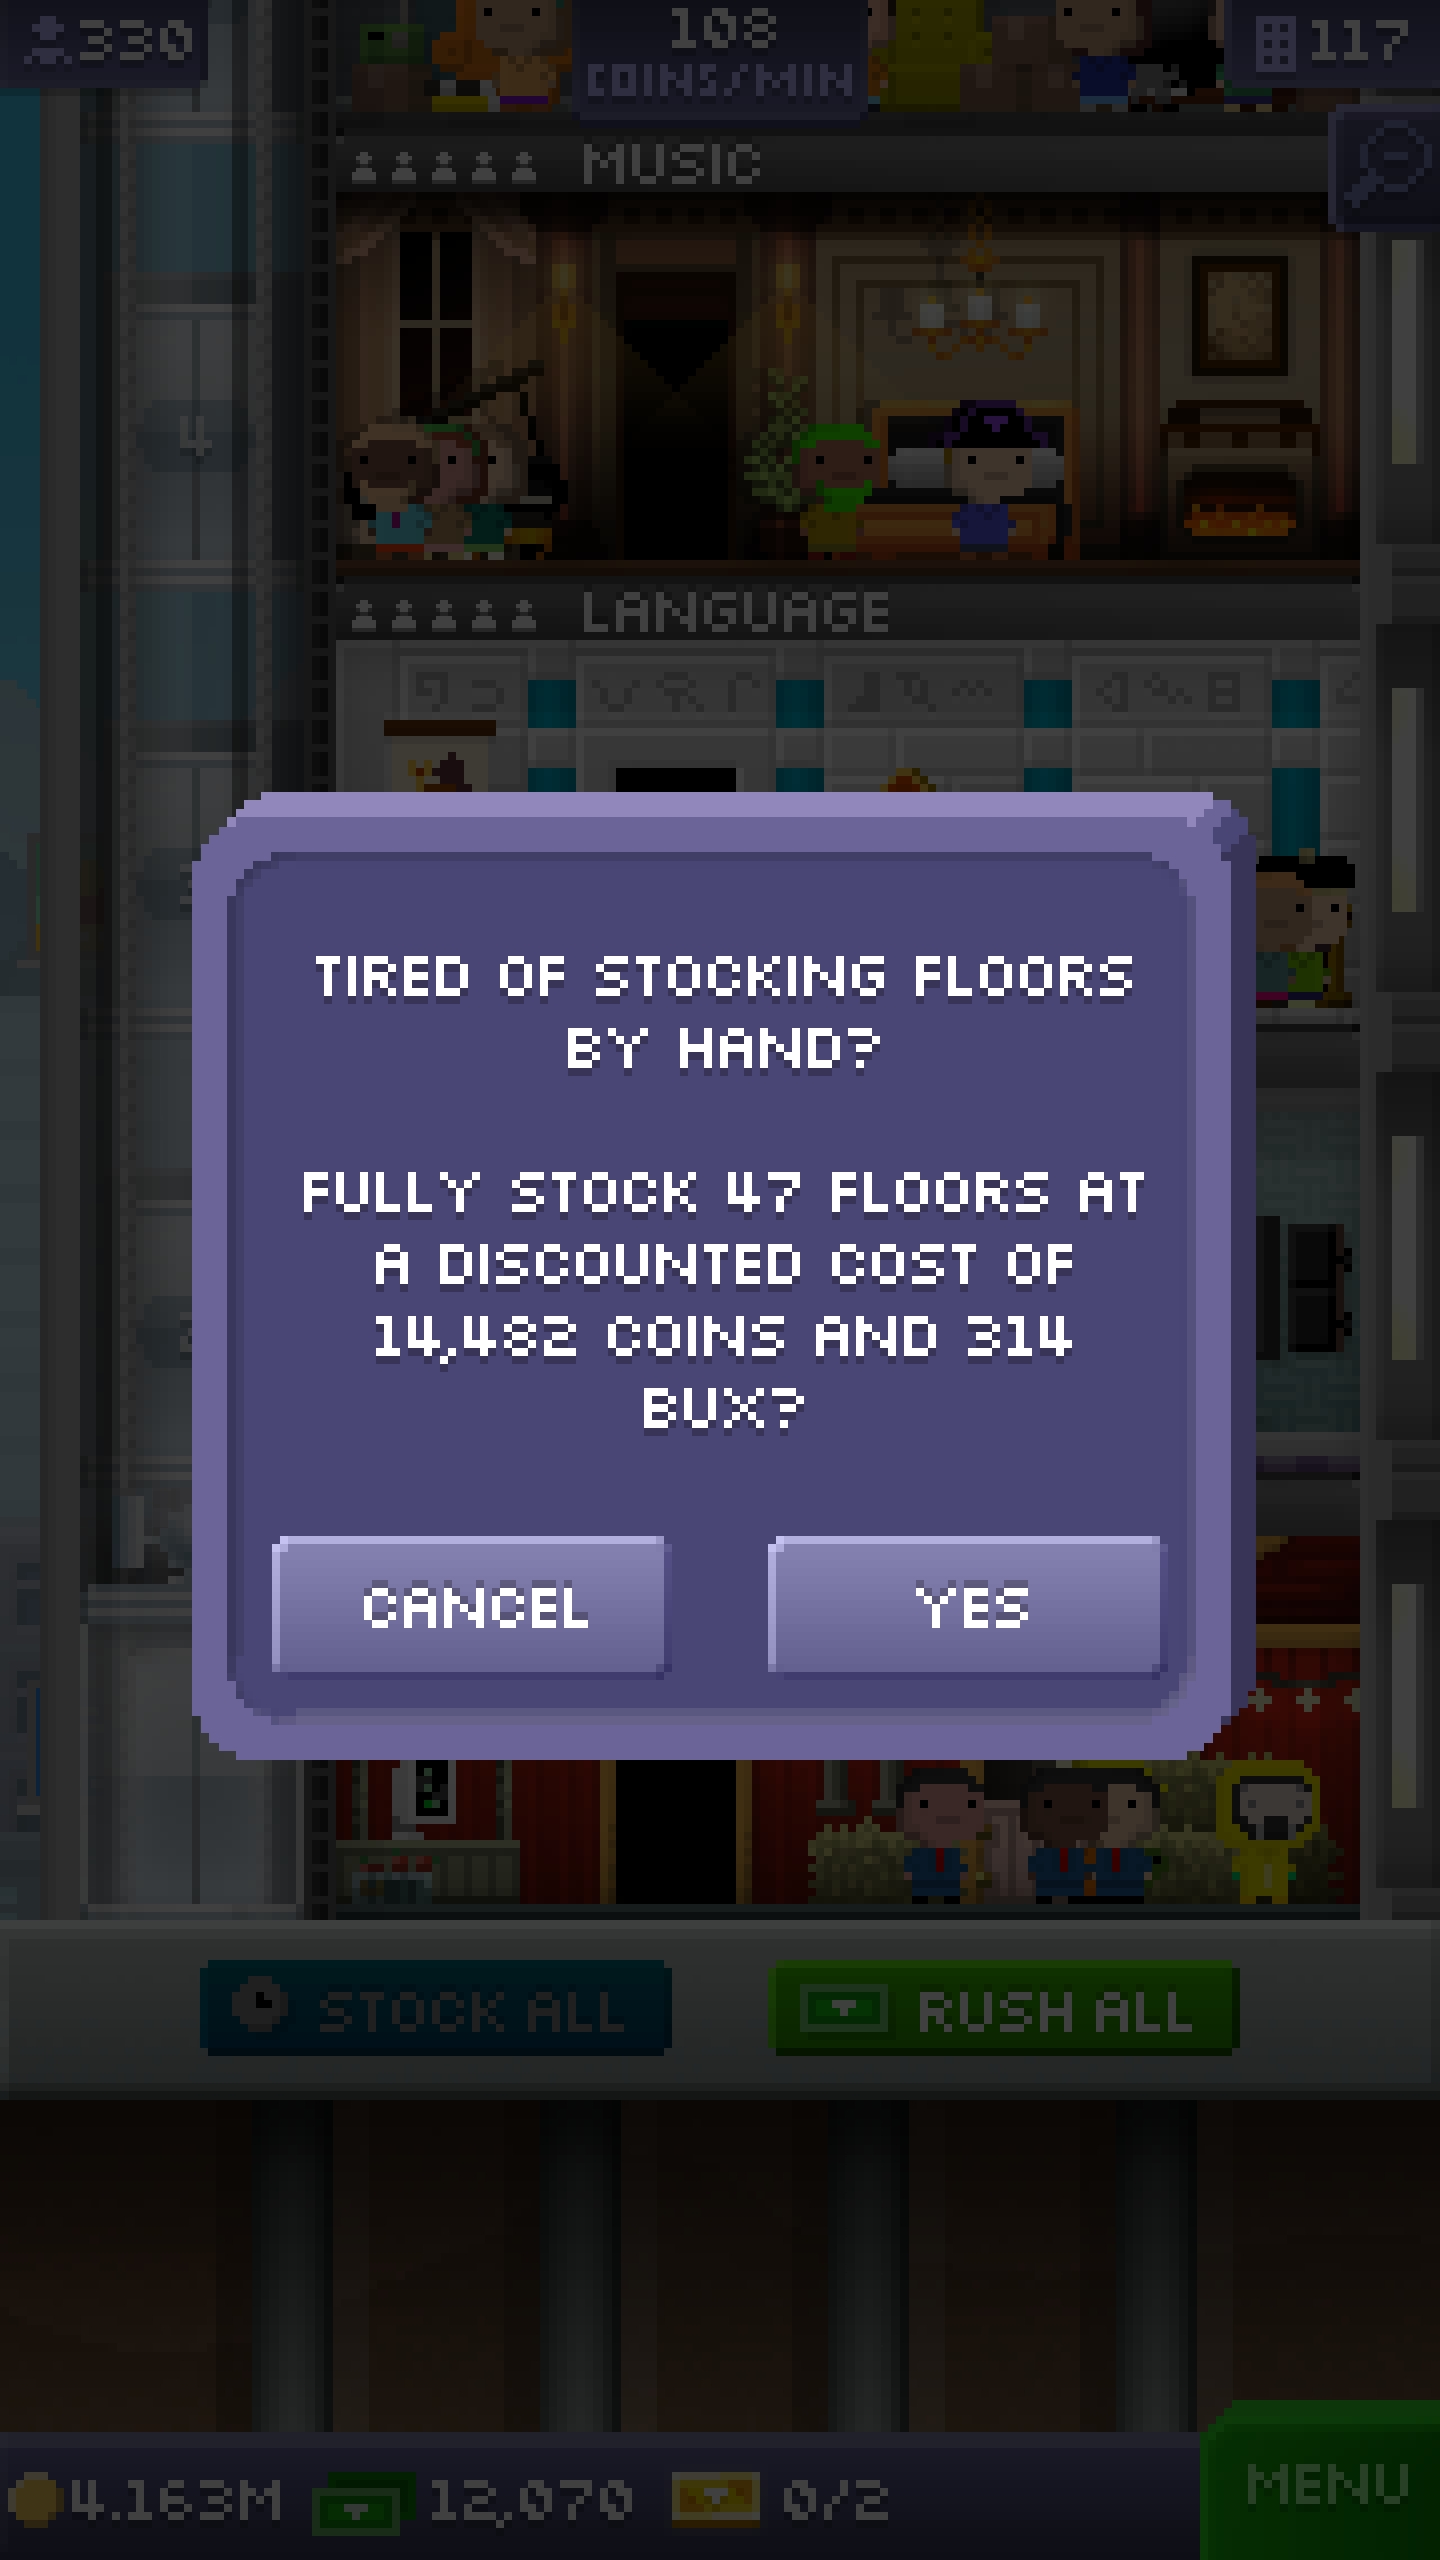 330
108
COINS/MIN
117
MUSIC
4
LANGUAGE
TIRED OF STOCKING FLOORS
BY HAND?
FULLY STOCK 47 FLOORS AT
A DISCOUNTED COST OF
14,482 COINS AND 314
BUX?
CANCEL
YES
STOCK ALL
RUSH ALL
4.163M
12,070
0/2
MENU